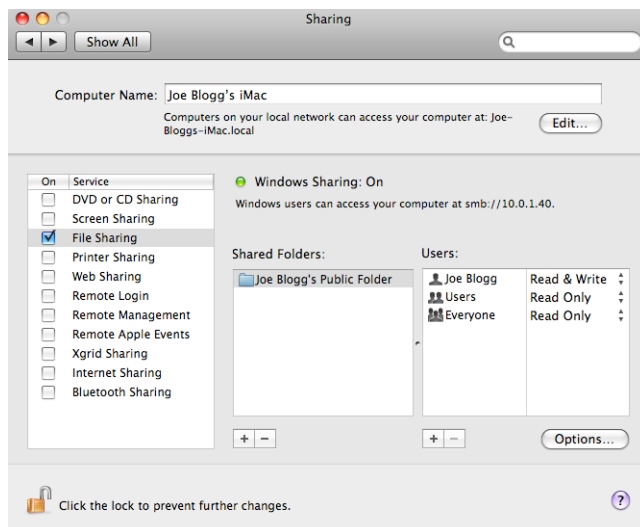 Sharing
Show All
Computer Name: Joe Blogg's iMac
Computers on your local network can access your computer at: Joe-
Bloggs-iMac.local
Edit...
On Service
DVD or CD Sharing
Screen Sharing
File Sharing
Printer Sharing
Web Sharing
Remote Login
Remote Management
Remote Apple Events
Xgrid Sharing
Internet Sharing
Bluetooth Sharing
Windows Sharing: On
Windows users can access your computer at smb://10.0.1.40.
Shared Folders:
Joe Blogg's Public Folder
Users:
Joe Blogg Read & Write
Users Read Only
Everyone Read Only
+ −
+ −
Options...
Click the lock to prevent further changes.
?